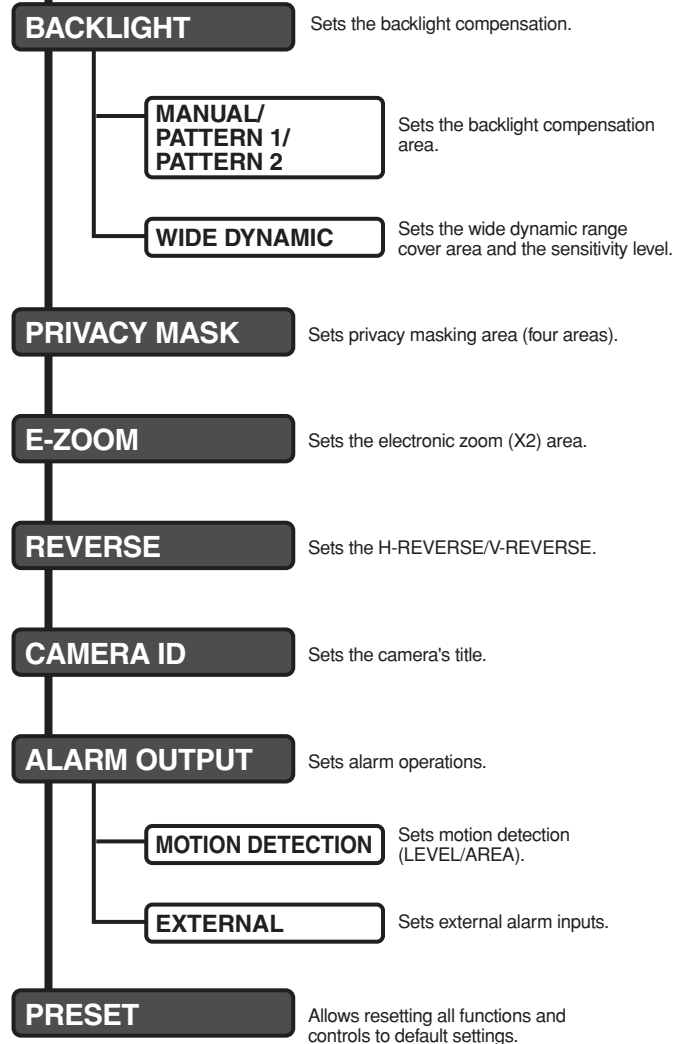 BACKLIGHT
Sets the backlight compensation.
MANUAL/
PATTERN 1/
PATTERN 2
Sets the backlight compensation
area.
WIDE DYNAMIC
Sets the wide dynamic range
cover area and the sensitivity level.
PRIVACY MASK
Sets privacy masking area (four areas).
E-ZOOM
Sets the electronic zoom (X2) area.
REVERSE
Sets the H-REVERSE/V-REVERSE.
CAMERA ID
Sets the camera's title.
ALARM OUTPUT
Sets alarm operations.
MOTION DETECTION
Sets motion detection
(LEVEL/AREA).
EXTERNAL
Sets external alarm inputs.
PRESET
Allows resetting all functions and
controls to default settings.